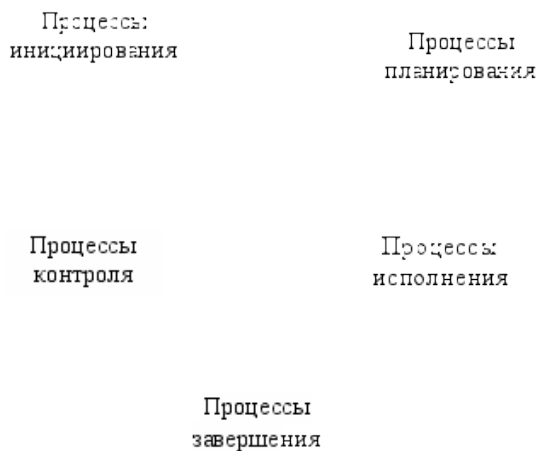 Процессы
инициирования
Процессы
планирования
Процессы
контроля
Процессы
исполнения
Процессы
завершения